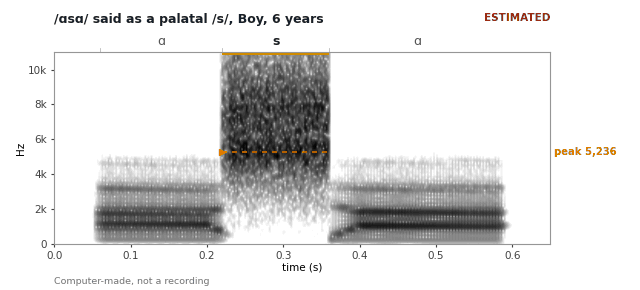 /ɑsɑ/ said as a palatal /s/, Boy, 6 years
ESTIMATED
ɑ s ɑ
10k
8k
6k
4k
2k
0
Hz
peak 5,236
0.0 0.1 0.2 0.3 0.4 0.5 0.6
time (s)
Computer-made, not a recording